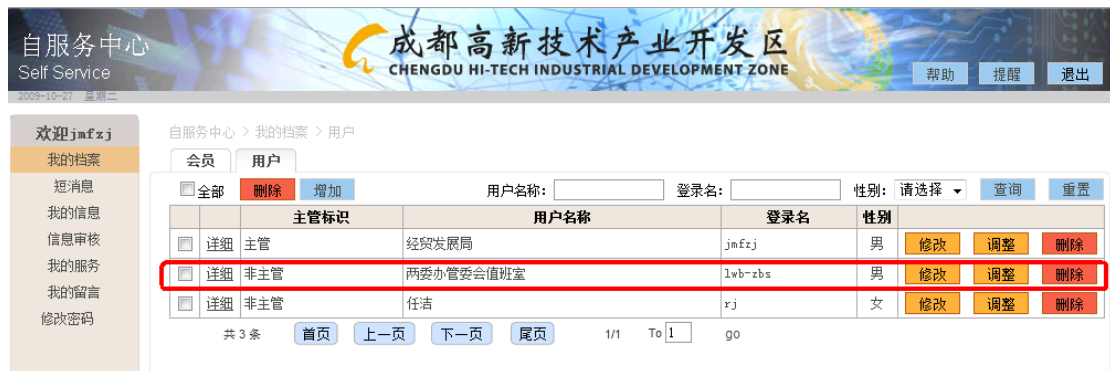 自服务中心
Self Service
成都高新技术产业开发区
CHENGDU HI-TECH INDUSTRIAL DEVELOPMENT ZONE
帮助 提醒 退出
2009-10-27 星期二
欢迎jmfzj
我的档案
短消息
我的信息
信息审核
我的服务
我的留言
修改密码
自服务中心 > 我的档案 > 用户
会员 用户
全部 删除 增加 用户名称: 登录名: 性别: 请选择 查询 重置
主管标识 用户名称 登录名 性别
详细 主管 经贸发展局 jmfzj 男 修改 调整 删除
详细 非主管 两委办管委会值班室 lwb-zbs 男 修改 调整 删除
详细 非主管 任洁 rj 女 修改 调整 删除
共3条 首页 上一页 下一页 尾页 1/1 To 1 go